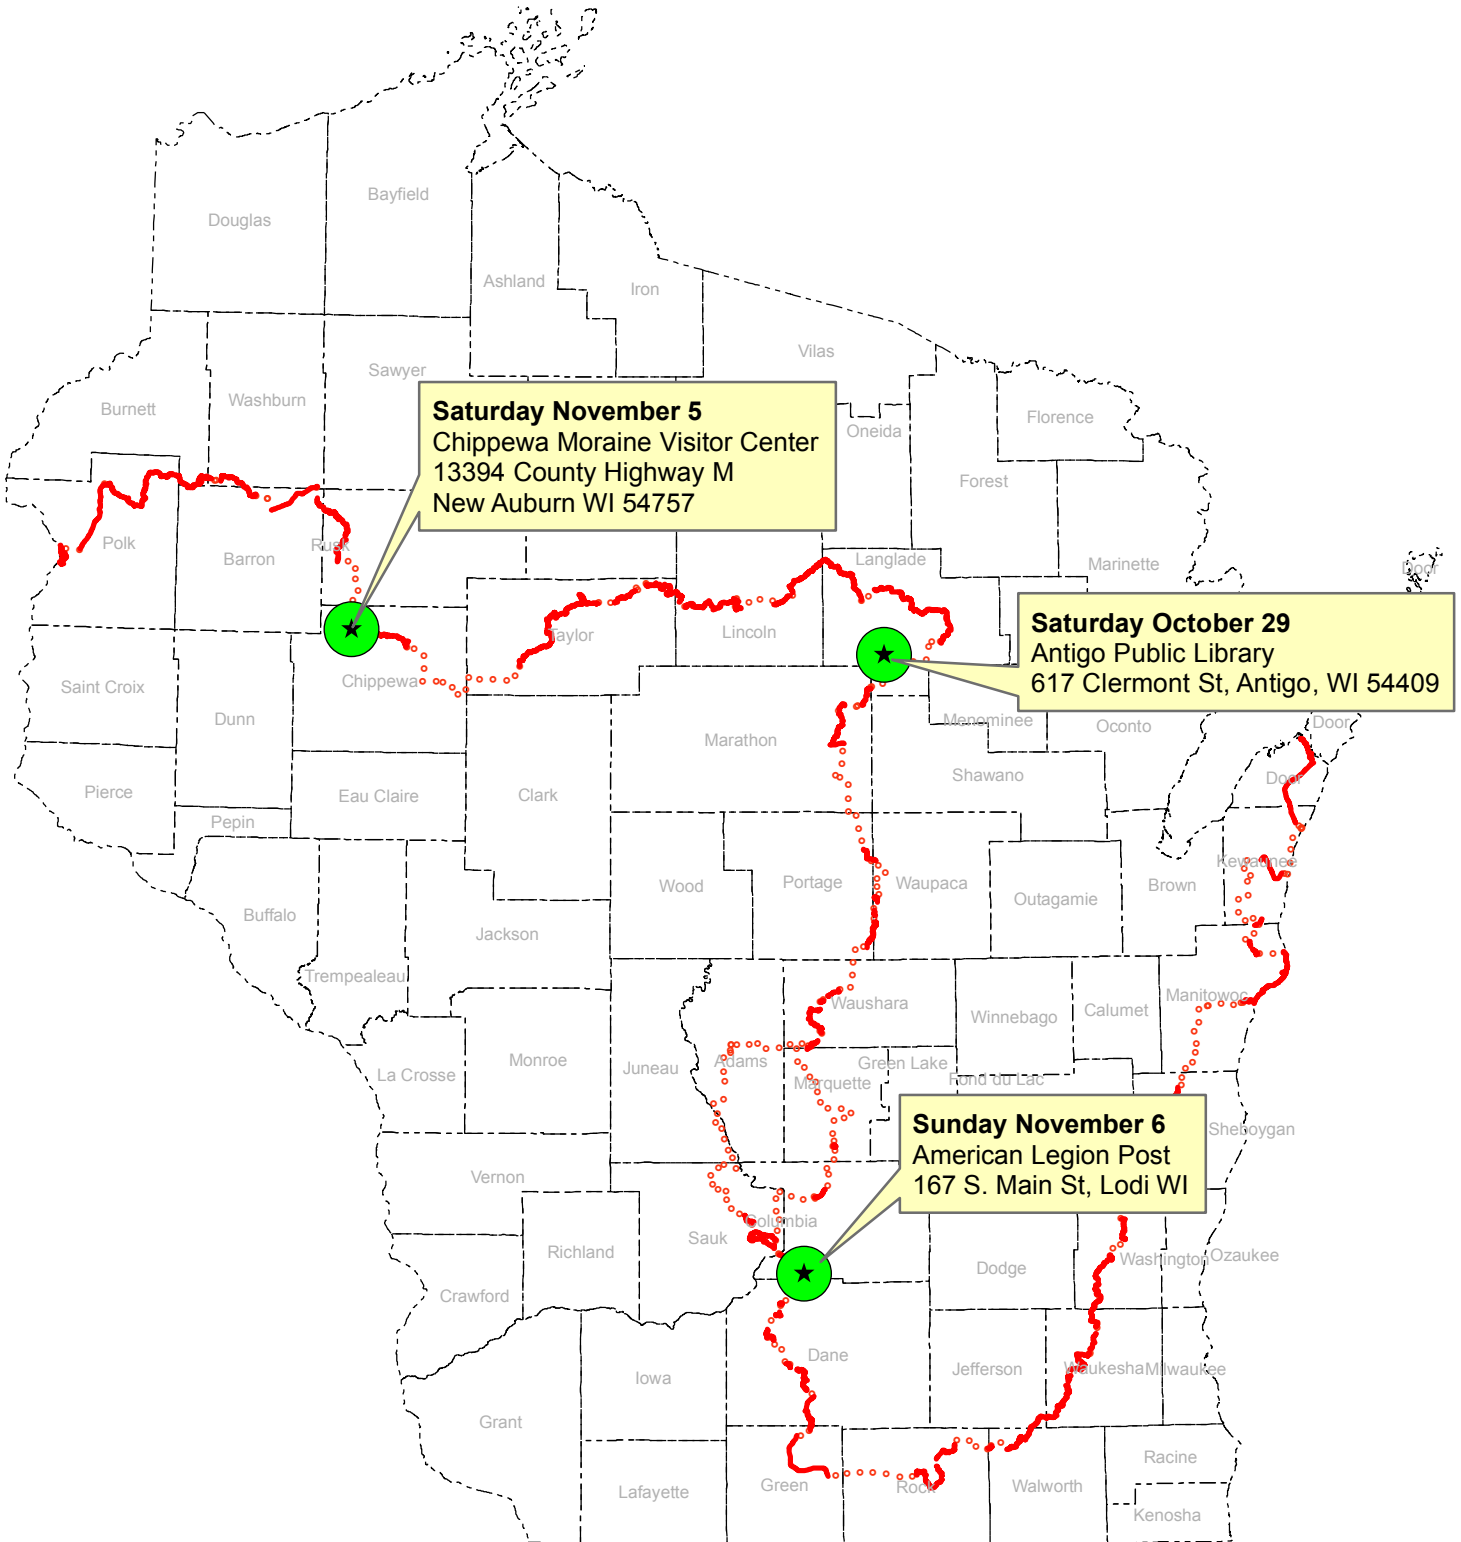 Bayfield
Douglas
Ashland
Iron
Vilas
Sawyer
Washburn
Burnett
Florence
Oneida
Forest
Saturday November 5
Chippewa Moraine Visitor Center
13394 County Highway M
New Auburn WI 54757
Polk
Barron
Rusk
Langlade
Marinette
Door
Taylor
Lincoln
Saturday October 29
Antigo Public Library
617 Clermont St, Antigo, WI 54409
Saint Croix
Chippewa
Dunn
Marathon
Menominee
Oconto
Door
Shawano
Door
Pierce
Eau Claire
Clark
Pepin
Wood
Portage
Waupaca
Outagamie
Brown
Kewaunee
Buffalo
Jackson
Trempealeau
Waushara
Winnebago
Calumet
Manitowoc
La Crosse
Monroe
Juneau
Adams
Marquette
Green Lake
Fond du Lac
Sunday November 6
American Legion Post
167 S. Main St, Lodi WI
Sheboygan
Vernon
Columbia
Sauk
Richland
Dodge
Washington
Ozaukee
Crawford
Dane
Iowa
Jefferson
Waukesha
Milwaukee
Grant
Racine
Lafayette
Green
Rock
Walworth
Kenosha